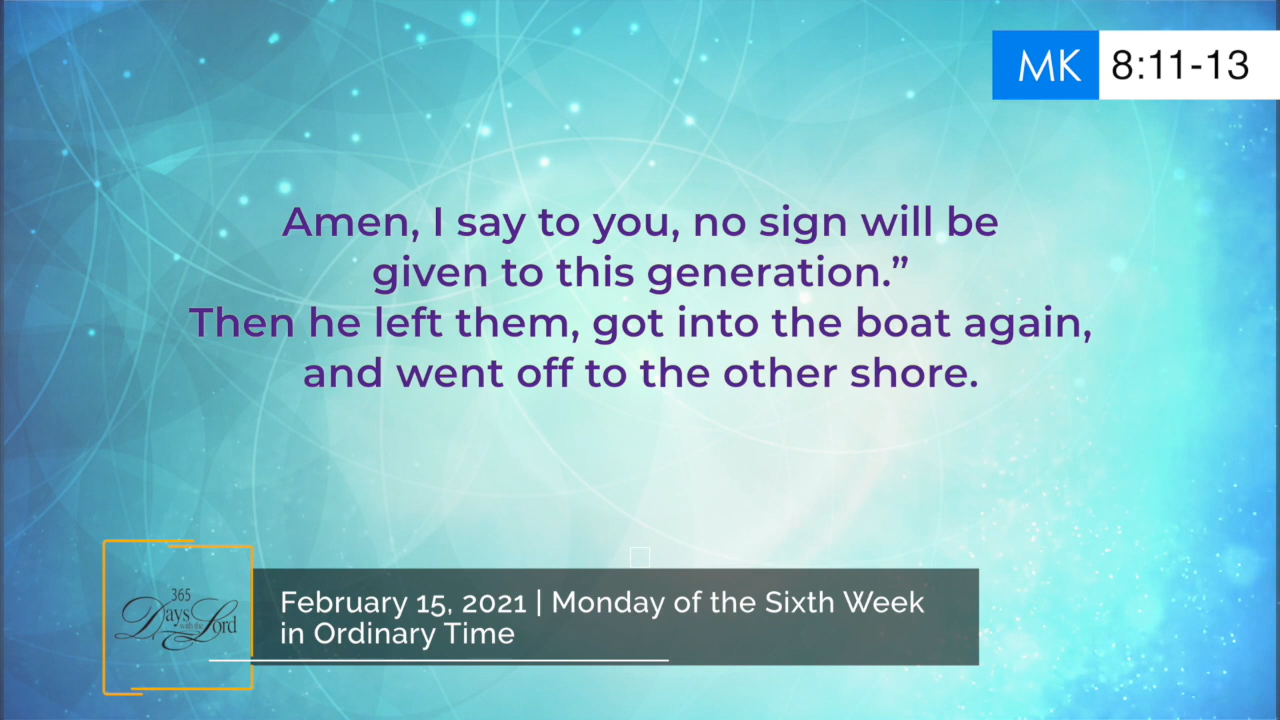 MK 8:11-13
Amen, I say to you, no sign will be
given to this generation.”
Then he left them, got into the boat again,
and went off to the other shore.
365
Days with the Lord
February 15, 2021 | Monday of the Sixth Week
in Ordinary Time